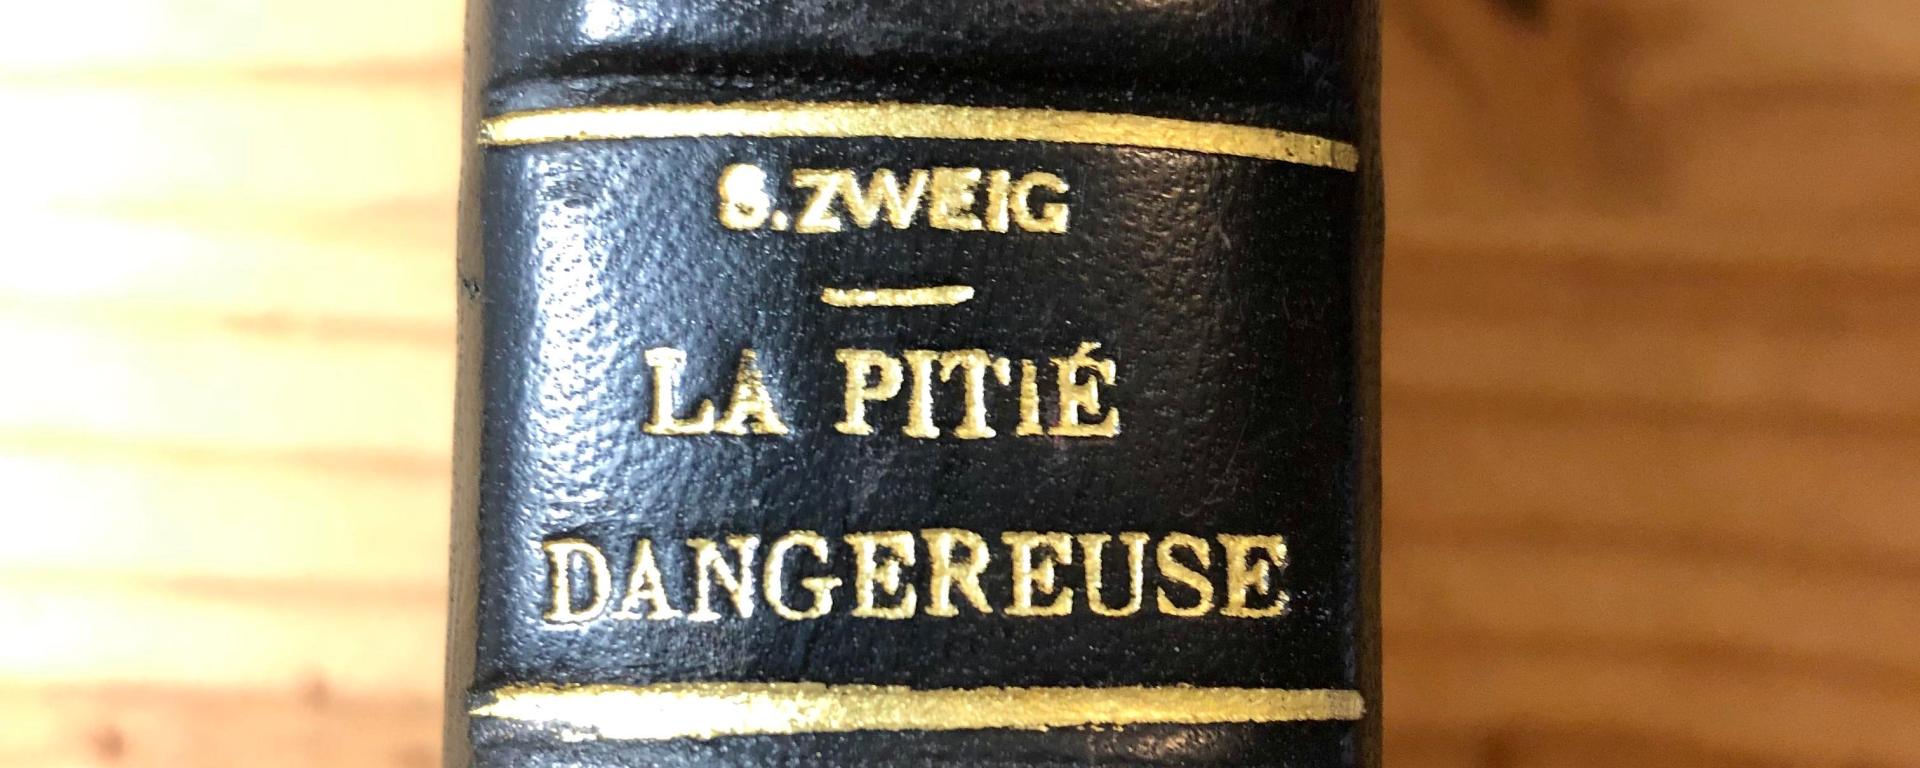 S. ZWEIG
LA PITIÉ
DANGEREUSE